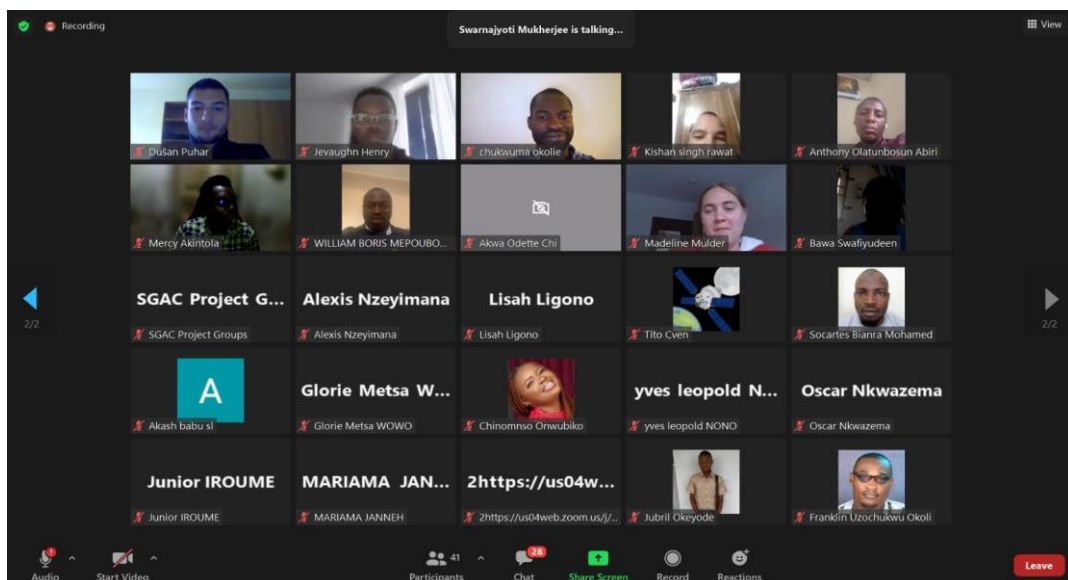 Recording
Swarnajyoti Mukherjee is talking...
View
Dušan Puhar
Jevaughn Henry
chukwuma okolie
Kishan singh rawat
Anthony Olatunbosun Abiri
Mercy Akintola
WILLIAM BORIS MEPOUBO...
Akwa Odette Chi
Madeline Mulder
Bawa Swafiyudeen
SGAC Project G...
SGAC Project Groups
Alexis Nzeyimana
Alexis Nzeyimana
Lisah Ligono
Lisah Ligono
Tito Cven
Socartes Bianra Mohamed
2/2
2/2
A
Akash babu sl
Glorie Metsa W...
Glorie Metsa WOWO
Chinomnso Onwubiko
yves leopold N...
yves leopold NONO
Oscar Nkwazema
Oscar Nkwazema
Junior IROUME
Junior IROUME
MARIAMA JAN...
MARIAMA JANNEH
2https://us04w...
2https://us04web.zoom.us/j/...
Jubril Okeyode
Franklin Uzochukwu Okoli
41
28
Audio
Start Video
Participants
Chat
Share Screen
Record
Reactions
Leave